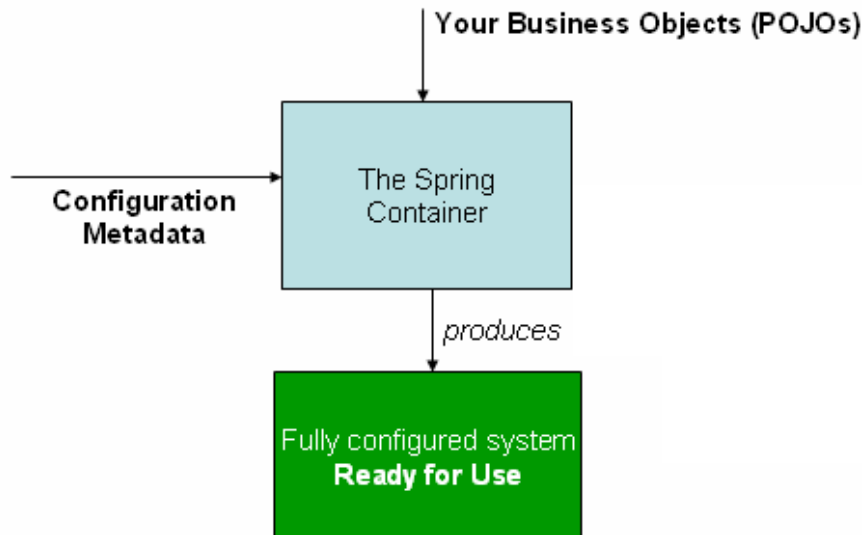 Your Business Objects (POJOs)
The Spring
Container
Configuration
Metadata
produces
Fully configured system
Ready for Use